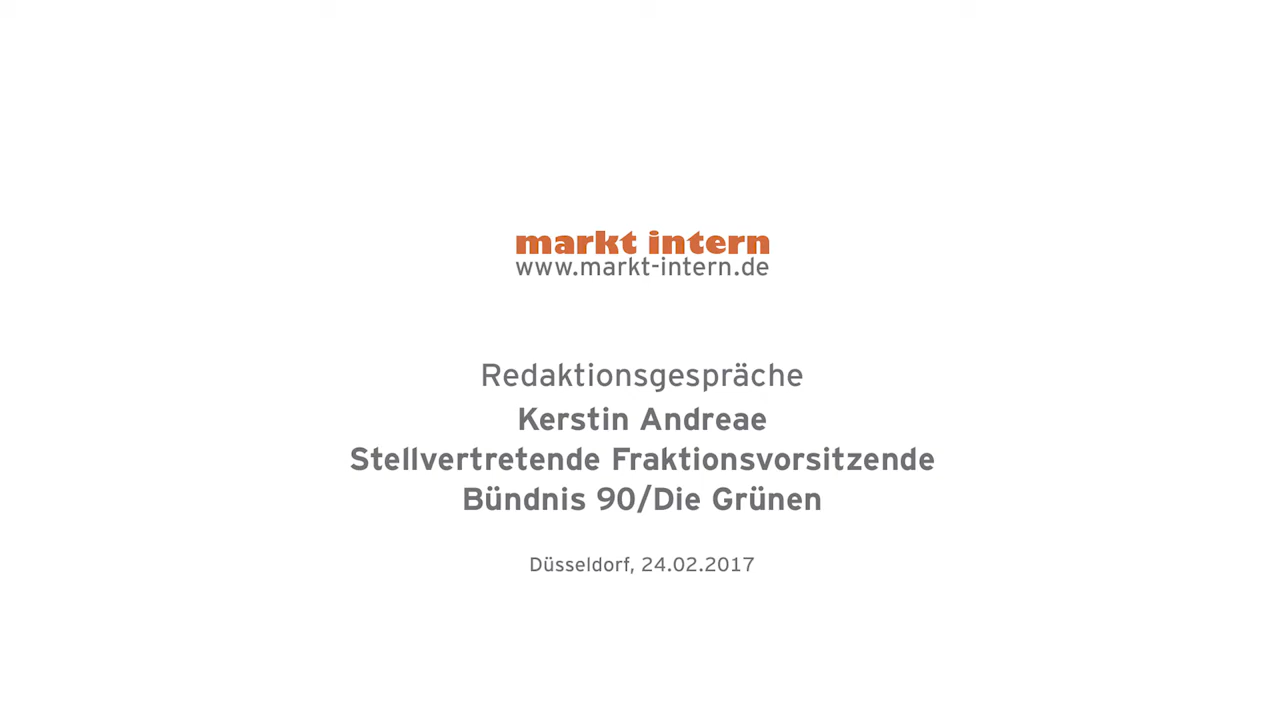 markt intern
www.markt-intern.de
Redaktionsgespräche
Kerstin Andreae
Stellvertretende Fraktionsvorsitzende
Bündnis 90/Die Grünen
Düsseldorf, 24.02.2017